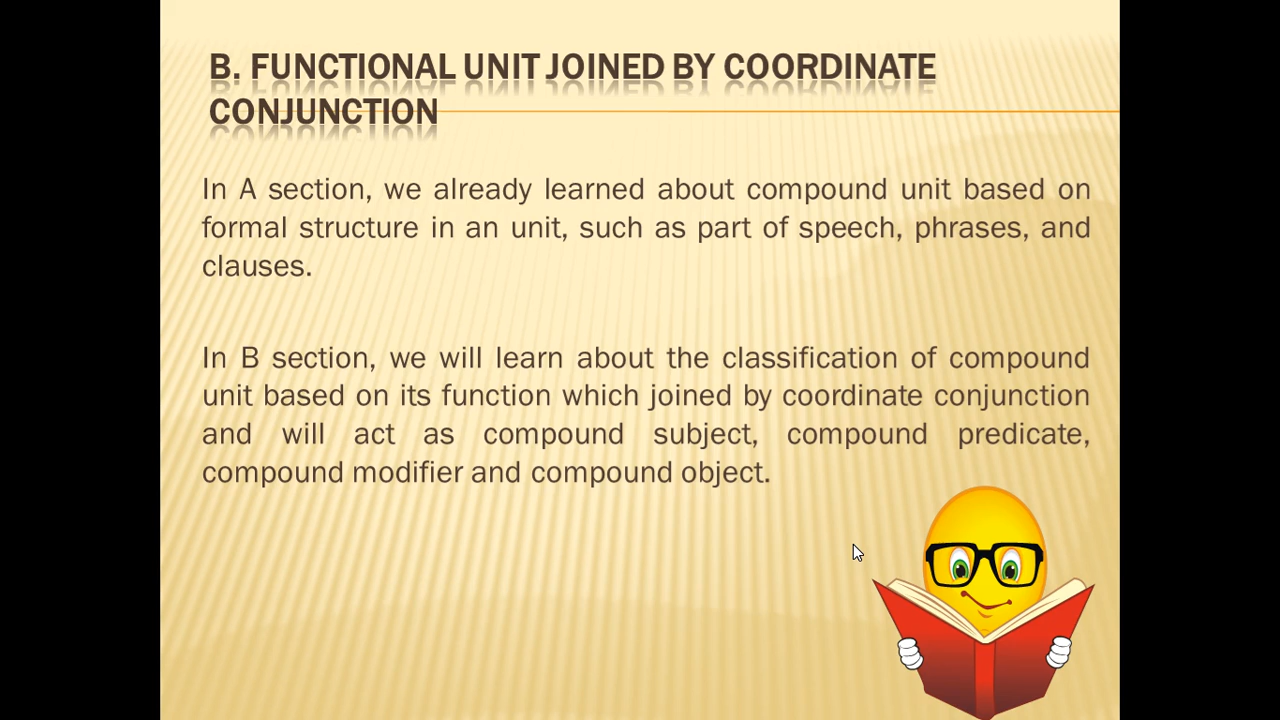 B. FUNCTIONAL UNIT JOINED BY COORDINATE
CONJUNCTION
In A section, we already learned about compound unit based on
formal structure in an unit, such as part of speech, phrases, and
clauses.
In B section, we will learn about the classification of compound
unit based on its function which joined by coordinate conjunction
and will act as compound subject, compound predicate,
compound modifier and compound object.